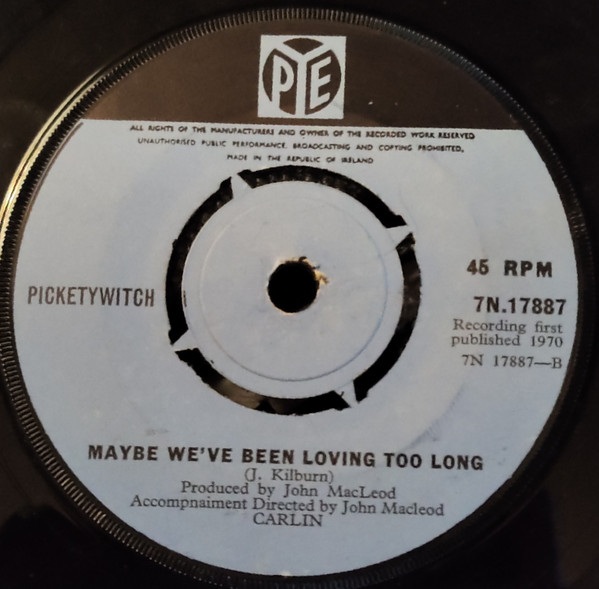 PYE
ALL RIGHTS OF THE MANUFACTURERS AND OWNER OF THE RECORDED WORK RESERVED
UNAUTHORISED PUBLIC PERFORMANCE, BROADCASTING AND COPYING PROHIBITED,
MADE IN THE REPUBLIC OF IRELAND
45 RPM
PICKETYWITCH
7N.17887
Recording first
published 1970
7N 17887—B
MAYBE WE'VE BEEN LOVING TOO LONG
(J. Kilburn)
Produced by John MacLeod
Accompnaiment Directed by John Macleod
CARLIN